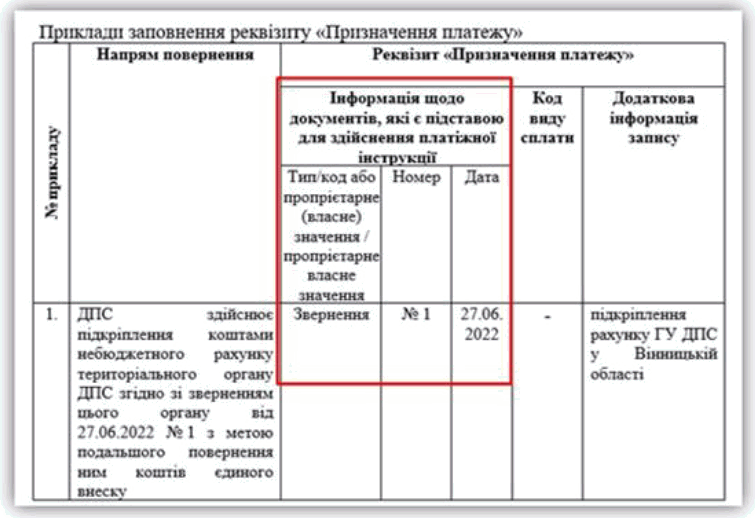 Приклади заповнення реквізиту «Призначення платежу»
№ прикладу
Напрям повернення
Реквізит «Призначення платежу»
Інформація щодо
документів, які є підставою
для здійснення платіжної
інструкції
Код
виду
сплати
Додаткова
інформація
запису
Тип/код або
пропрієтарне
(власне)
значення /
пропрієтарне
власне
значення
Номер
Дата
1.
ДПС здійснює
підкріплення коштами
небюджетного рахунку
територіального органу
ДПС згідно зі зверненням
цього органу від
27.06.2022 № 1 з метою
подальшого повернення
ним коштів єдиного
внеску
Звернення
№ 1
27.06.
2022
-
підкріплення
рахунку ГУ ДПС
у Вінницькій
області